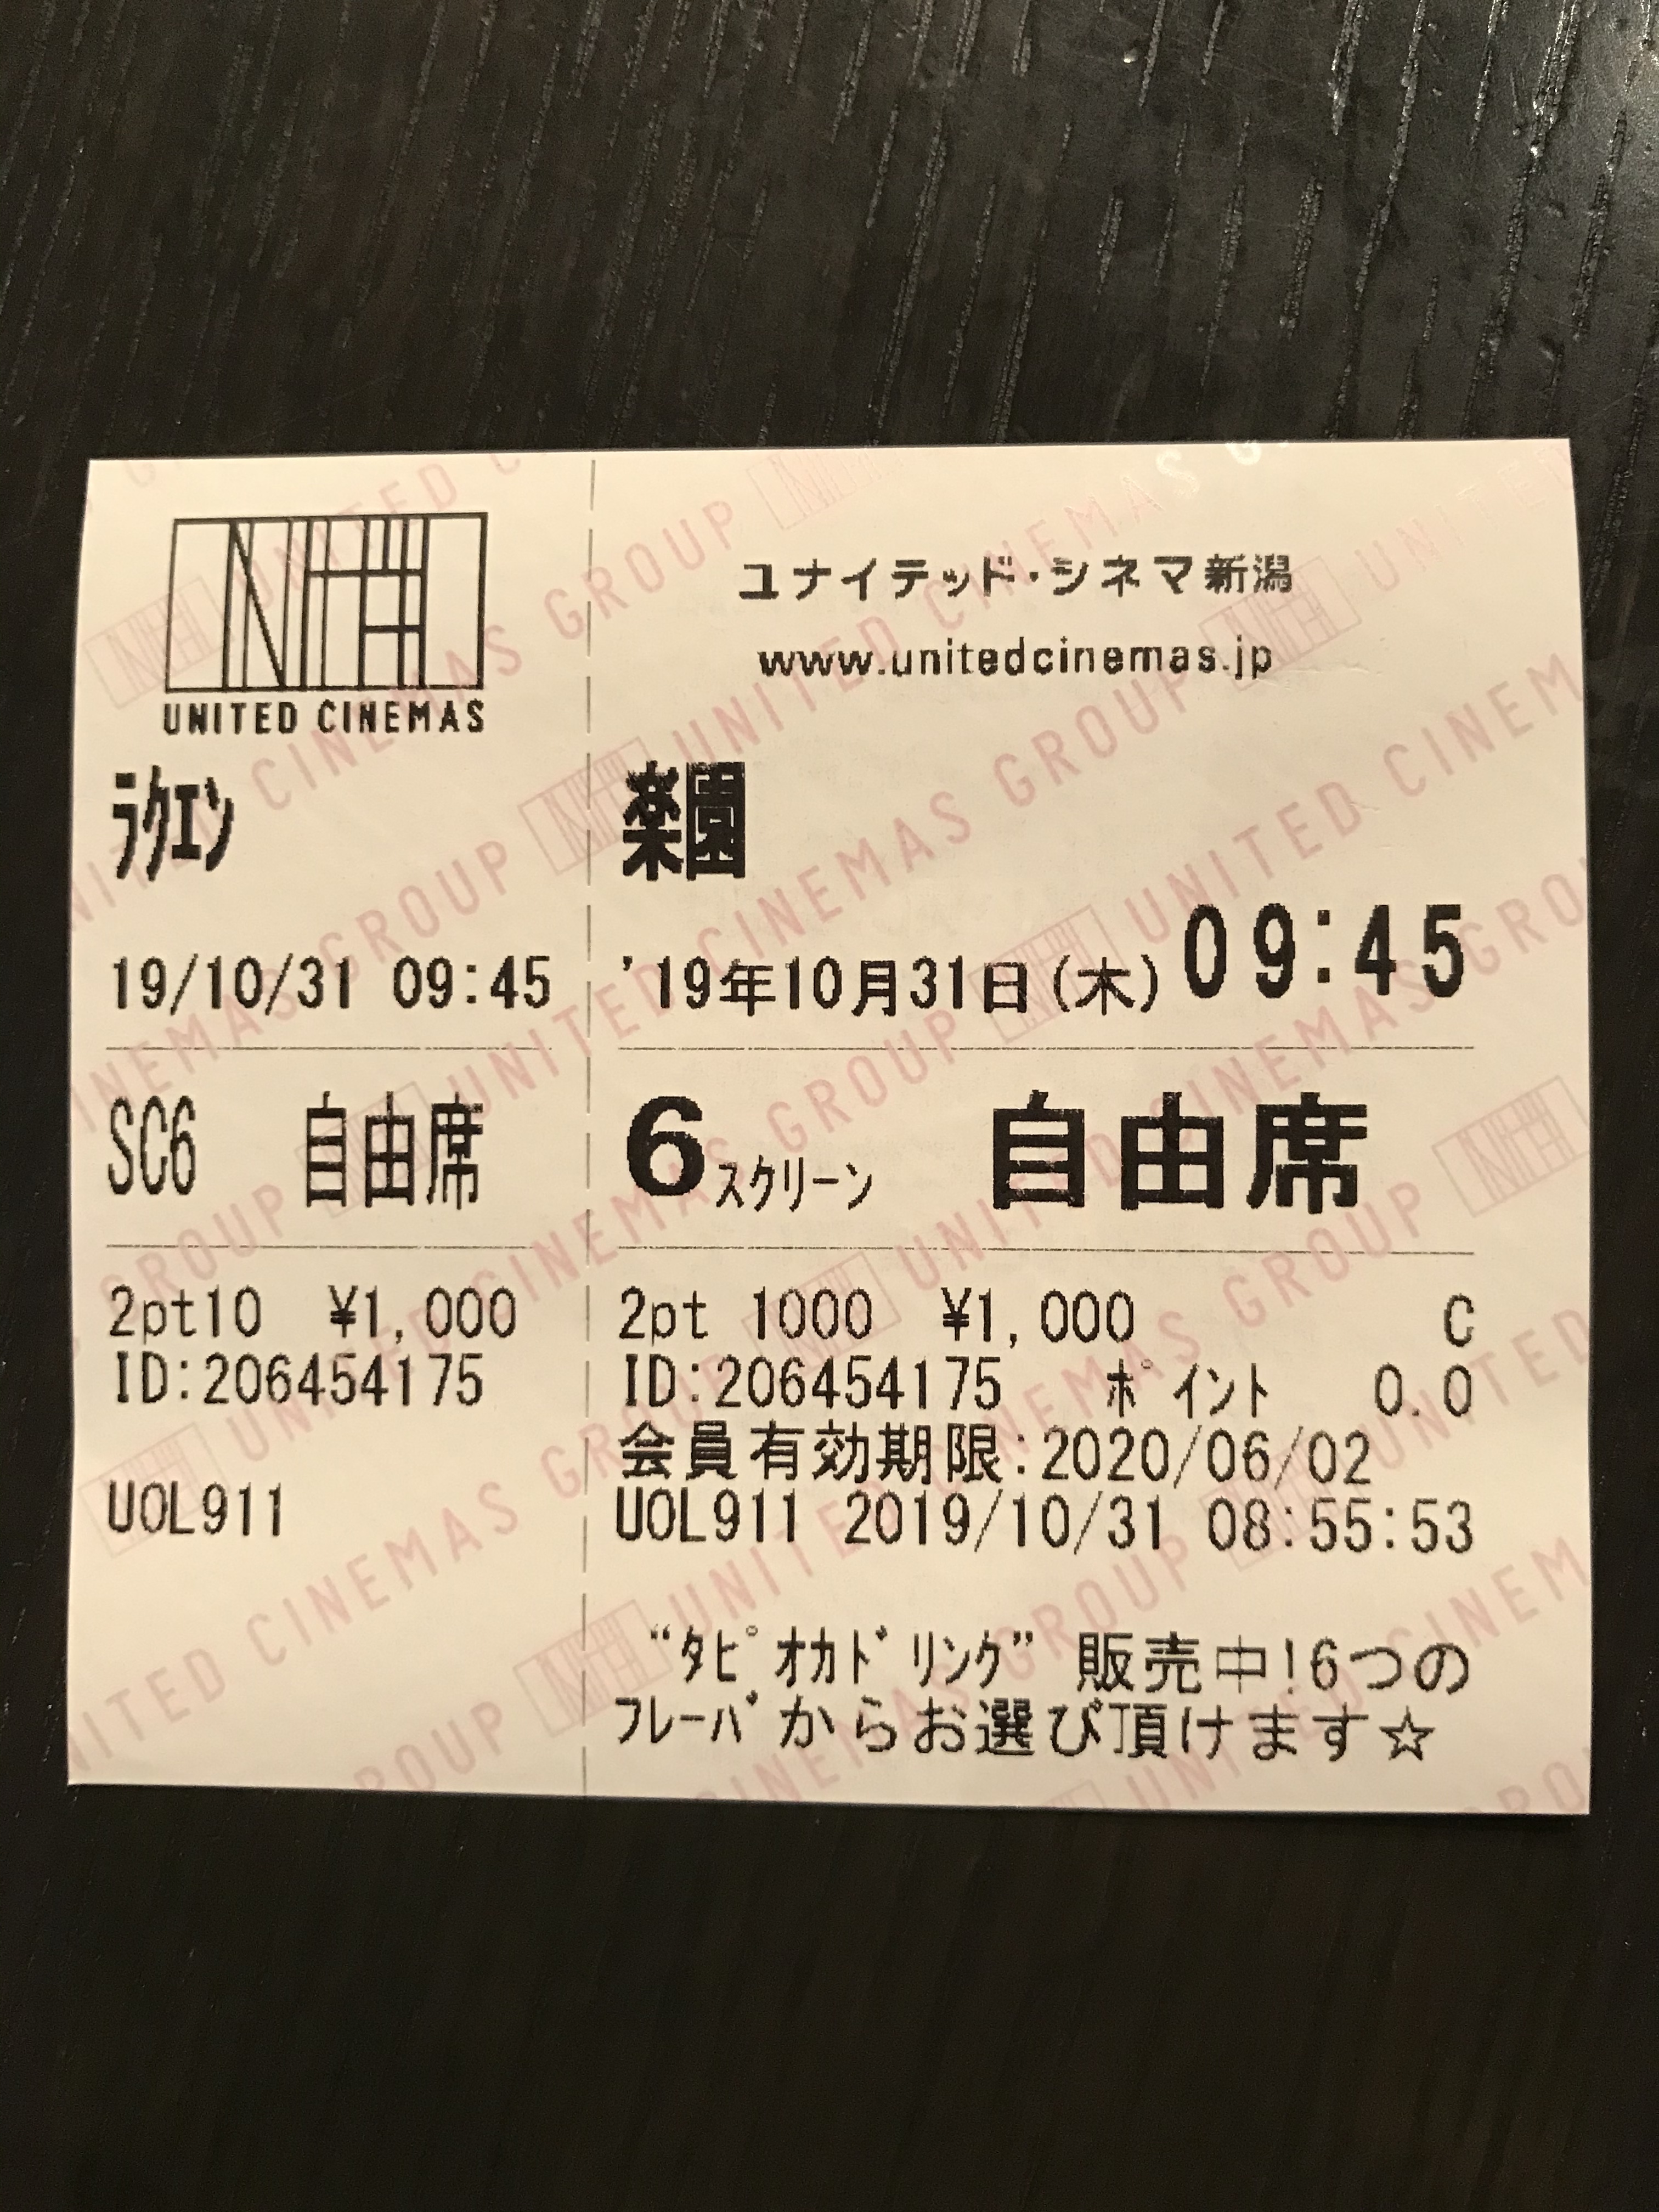 UNITED CINEMAS
ﾗｸｴﾝ
19/10/31 09:45
SC6 自由席
2pt10 ¥1,000
ID:206454175
UOL911
ユナイテッド・シネマ新潟
www.unitedcinemas.jp
楽園
'19年10月31日(木) 09:45
6スクリーン 自由席
2pt 1000 ¥1,000 C
ID:206454175 ﾎﾟｲﾝﾄ 0.0
会員有効期限:2020/06/02
UOL911 2019/10/31 08:55:53
“ﾀﾋﾟｵｶﾄﾞﾘﾝｸ”販売中!6つの
ﾌﾚｰﾊﾞからお選び頂けます☆